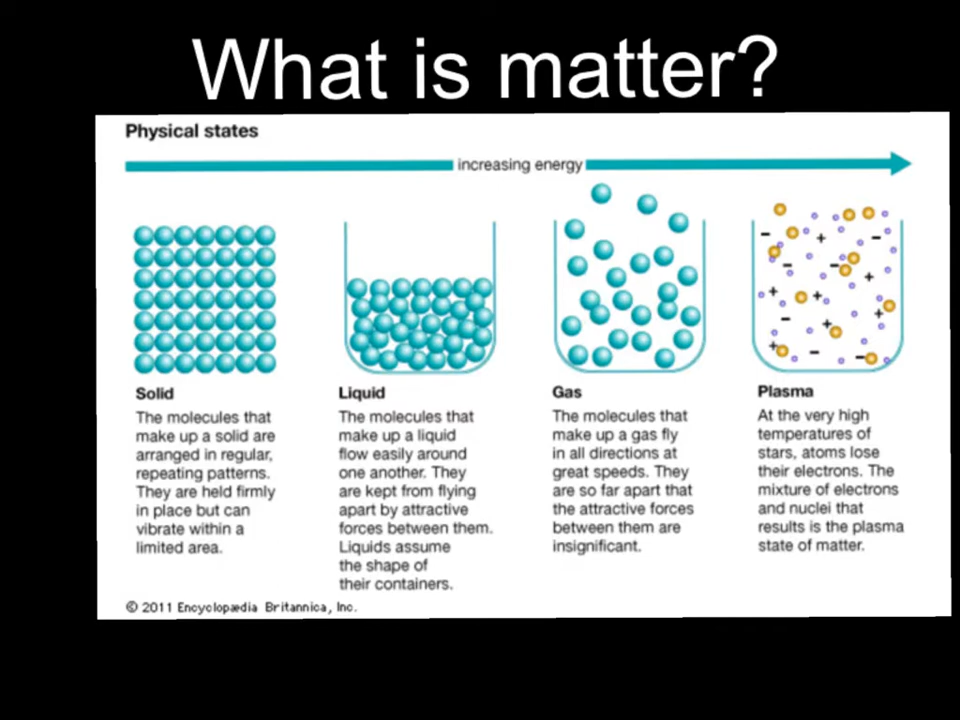 What is matter?
Physical states
increasing energy
Solid
The molecules that
make up a solid are
arranged in regular,
repeating patterns.
They are held firmly
in place but can
vibrate within a
limited area.
Liquid
The molecules that
make up a liquid
flow easily around
one another. They
are kept from flying
apart by attractive
forces between them.
Liquids assume
the shape of
their containers.
Gas
The molecules that
make up a gas fly
in all directions at
great speeds. They
are so far apart that
the attractive forces
between them are
insignificant.
Plasma
At the very high
temperatures of
stars, atoms lose
their electrons. The
mixture of electrons
and nuclei that
results is the plasma
state of matter.
© 2011 Encyclopædia Britannica, Inc.